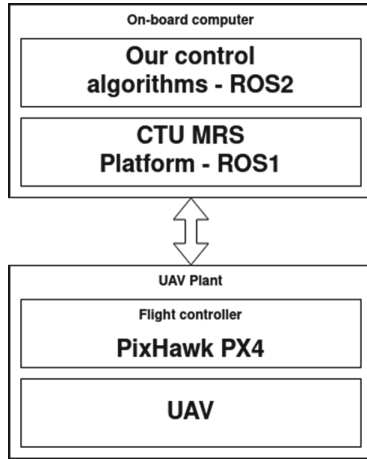 On-board computer
Our control
algorithms - ROS2
CTU MRS
Platform - ROS1
UAV Plant
Flight controller
PixHawk PX4
UAV